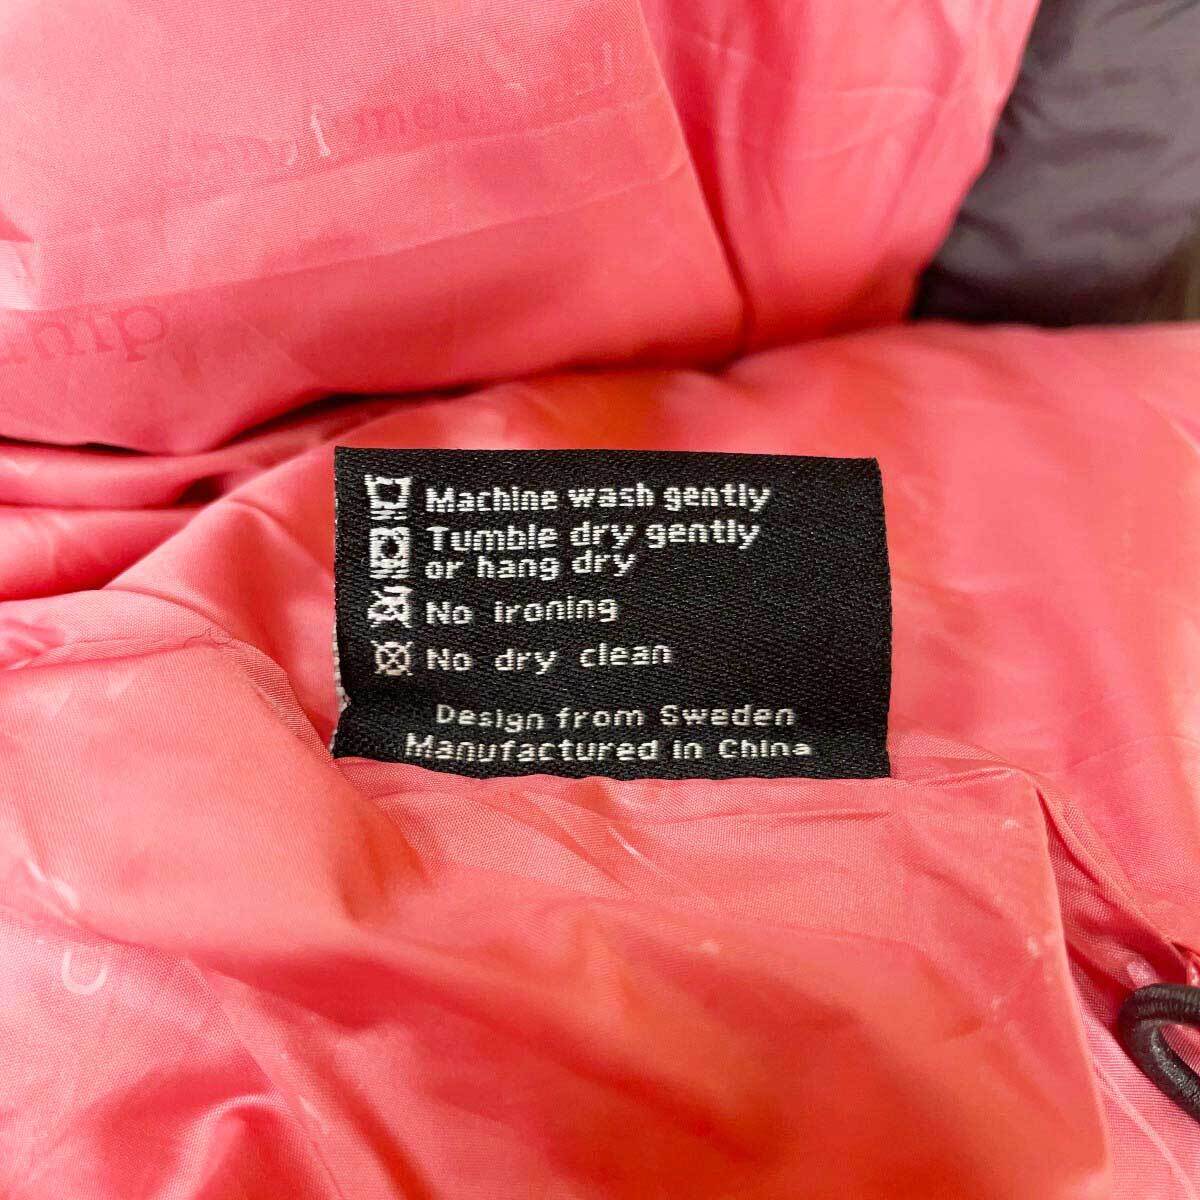 Machine wash gently
Tumble dry gently
or hang dry
No ironing
No dry clean
Design from Sweden
Manufactured in China